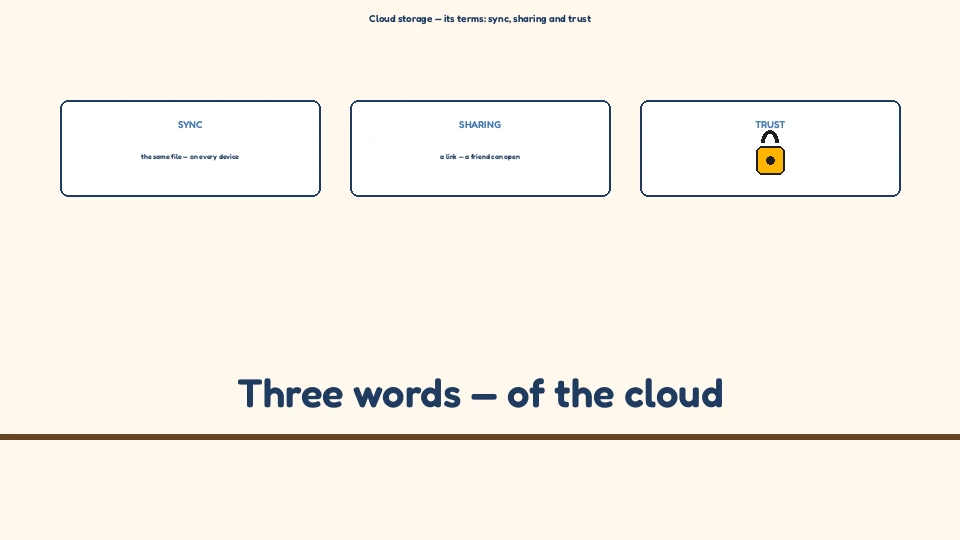 Cloud storage — its terms: sync, sharing and trust
SYNC
the same file — on every device
SHARING
a link — a friend can open
TRUST
Three words — of the cloud